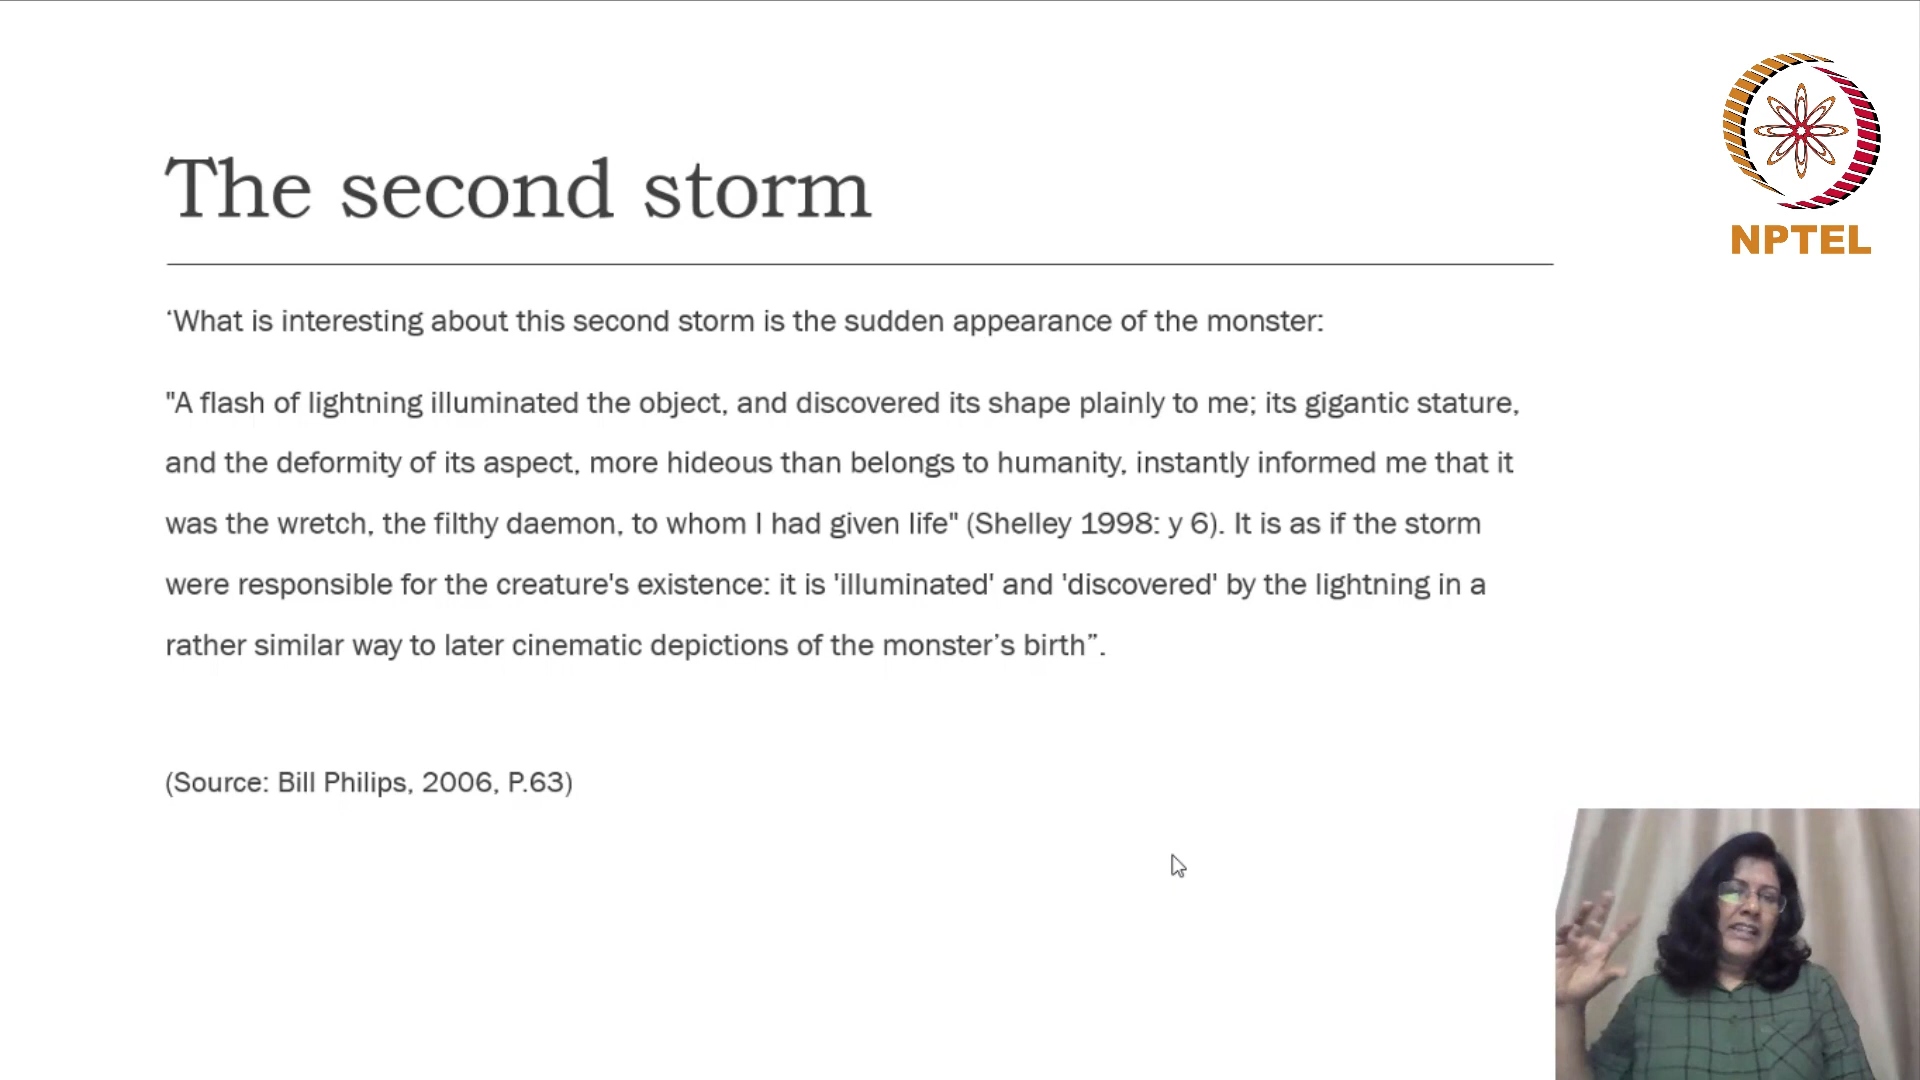 The second storm
NPTEL
‘What is interesting about this second storm is the sudden appearance of the monster:
"A flash of lightning illuminated the object, and discovered its shape plainly to me; its gigantic stature,
and the deformity of its aspect, more hideous than belongs to humanity, instantly informed me that it
was the wretch, the filthy daemon, to whom I had given life" (Shelley 1998: y 6). It is as if the storm
were responsible for the creature's existence: it is 'illuminated' and 'discovered' by the lightning in a
rather similar way to later cinematic depictions of the monster’s birth”.
(Source: Bill Philips, 2006, P.63)